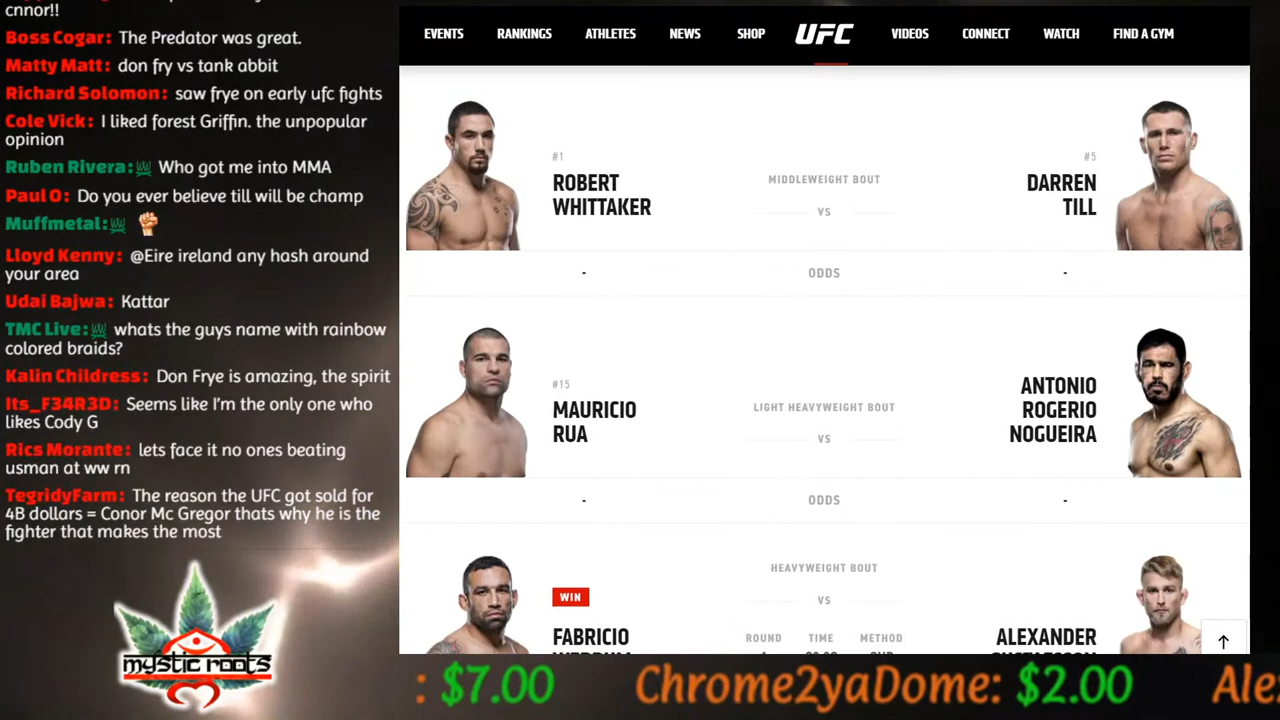 cnnor!!
Boss Cogar: The Predator was great.
Matty Matt: don fry vs tank abbit
Richard Solomon: saw frye on early ufc fights
Cole Vick: I liked forest Griffin. the unpopular
opinion
Ruben Rivera: Who got me into MMA
Paul O: Do you ever believe till will be champ
Muffmetal: ✊
Lloyd Kenny: @Eire ireland any hash around
your area
Udai Bajwa: Kattar
TMC Live: whats the guys name with rainbow
colored braids?
Kalin Childress: Don Frye is amazing, the spirit
Its_F34R3D: Seems like I'm the only one who
likes Cody G
Rics Morante: lets face it no ones beating
usman at ww rn
TegridyFarm: The reason the UFC got sold for
4B dollars = Conor Mc Gregor thats why he is the
fighter that makes the most
mystic roots
EVENTS RANKINGS ATHLETES NEWS SHOP UFC VIDEOS CONNECT WATCH FIND A GYM
#1
ROBERT
WHITTAKER
MIDDLEWEIGHT BOUT
VS
#5
DARREN
TILL
- ODDS -
#15
MAURICIO
RUA
LIGHT HEAVYWEIGHT BOUT
VS
ANTONIO
ROGERIO
NOGUEIRA
- ODDS -
HEAVYWEIGHT BOUT
WIN
VS
FABRICIO
ROUND TIME METHOD
ALEXANDER
: $7.00 Chrome2yaDome: $2.00 Ale